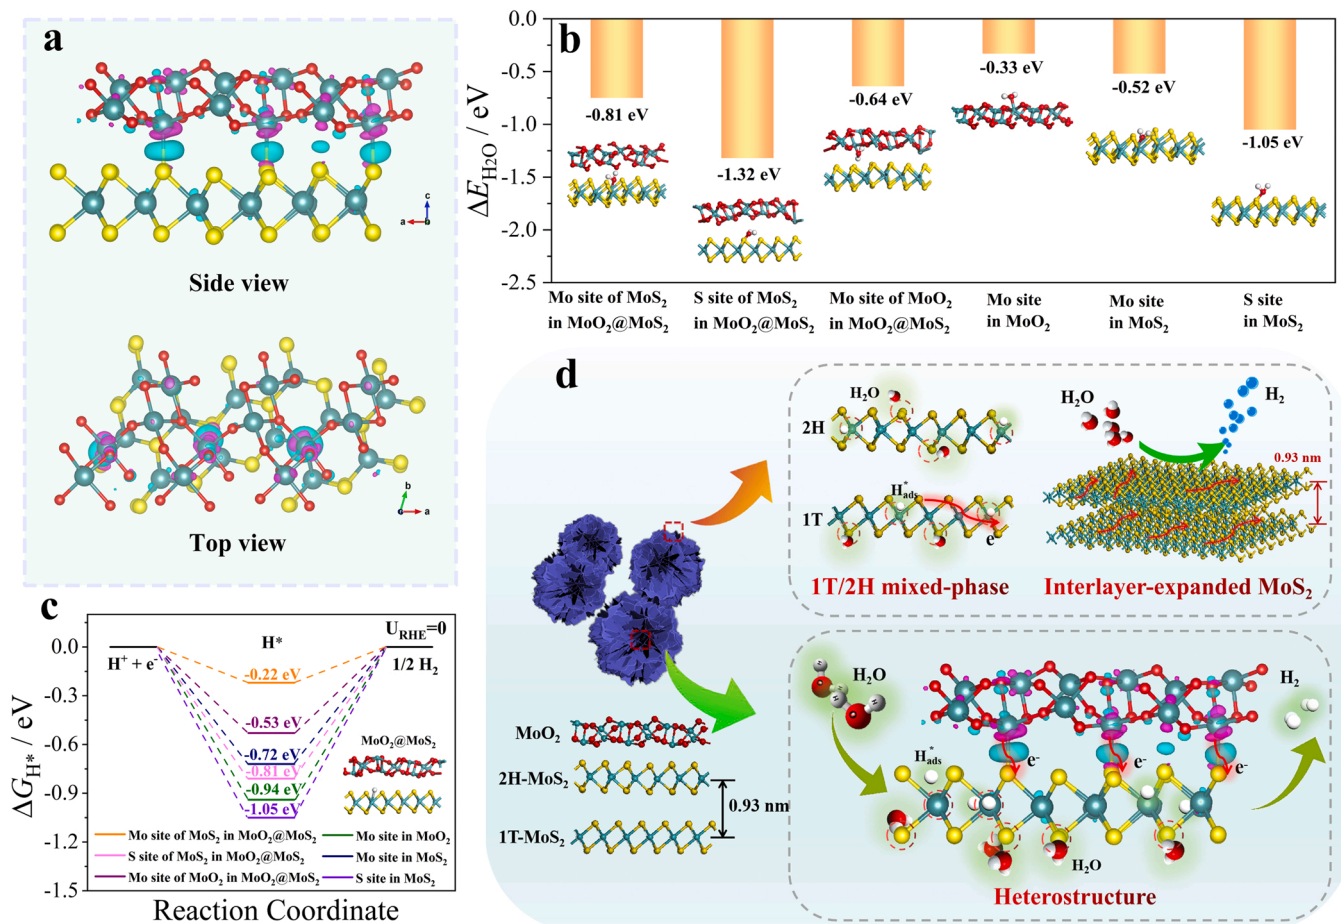 a
c
a
b
Side view
b
c
a
Top view
b
ΔE_H2O / eV
0.0
-0.5
-1.0
-1.5
-2.0
-2.5
-0.81 eV
-1.32 eV
-0.64 eV
-0.33 eV
-0.52 eV
-1.05 eV
Mo site of MoS2
in MoO2@MoS2
S site of MoS2
in MoO2@MoS2
Mo site of MoO2
in MoO2@MoS2
Mo site
in MoO2
Mo site
in MoS2
S site
in MoS2
c
ΔG_H* / eV
0.0
-0.3
-0.6
-0.9
-1.2
-1.5
H+ + e-
H*
U_RHE=0
1/2 H2
-0.22 eV
-0.53 eV
-0.72 eV
-0.81 eV
-0.94 eV
-1.05 eV
MoO2@MoS2
Mo site of MoS2 in MoO2@MoS2
S site of MoS2 in MoO2@MoS2
Mo site of MoO2 in MoO2@MoS2
Mo site in MoO2
Mo site in MoS2
S site in MoS2
Reaction Coordinate
d
H2O
2H
H*ads
1T
e-
1T/2H mixed-phase
H2O
H2
0.93 nm
Interlayer-expanded MoS2
MoO2
2H-MoS2
0.93 nm
1T-MoS2
H
H
H
H
H2O
H2
H*ads
e-
e-
e-
H2O
Heterostructure